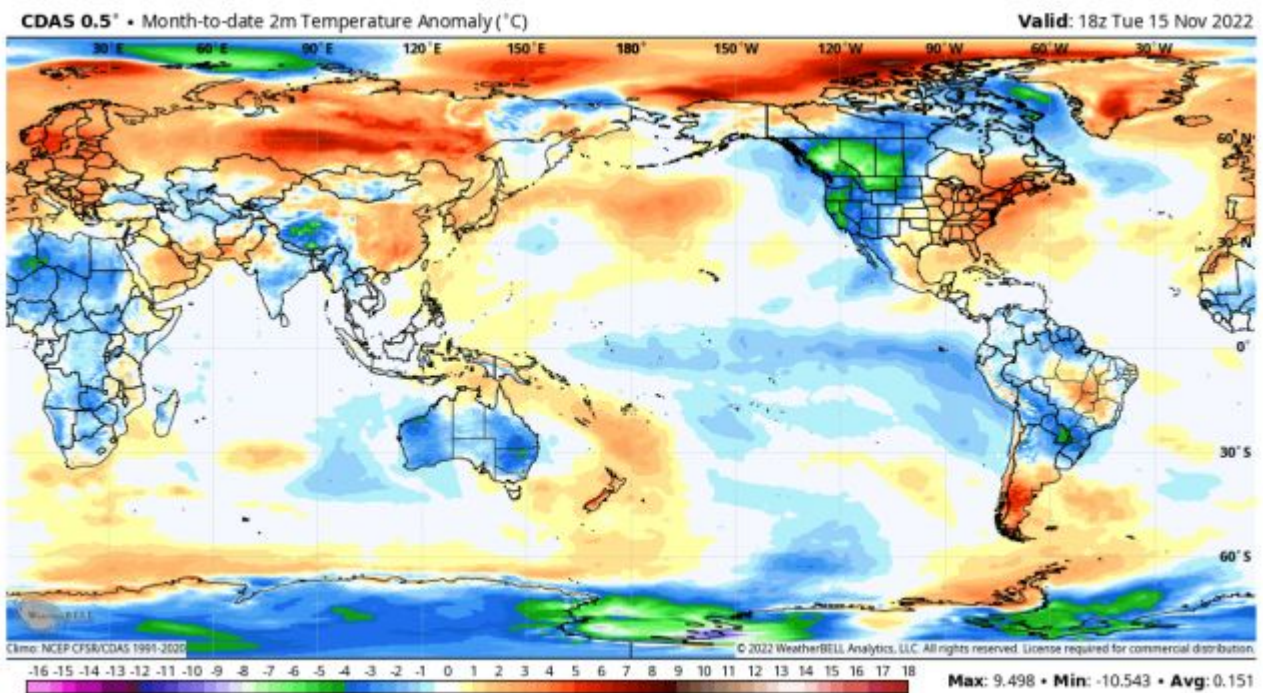 CDAS 0.5° • Month-to-date 2m Temperature Anomaly (°C)
Valid: 18z Tue 15 Nov 2022
30°E 60°E 90°E 120°E 150°E 180° 150°W 120°W 90°W 60°W 30°W
60°N
30°N
0°
30°S
60°S
WeatherBELL
Climo: NCEP CFSR/CDAS 1991-2020
© 2022 WeatherBELL Analytics, LLC. All rights reserved. License required for commercial distribution.
-16 -15 -14 -13 -12 -11 -10 -9 -8 -7 -6 -5 -4 -3 -2 -1 0 1 2 3 4 5 6 7 8 9 10 11 12 13 14 15 16 17 18
Max: 9.498 • Min: -10.543 • Avg: 0.151